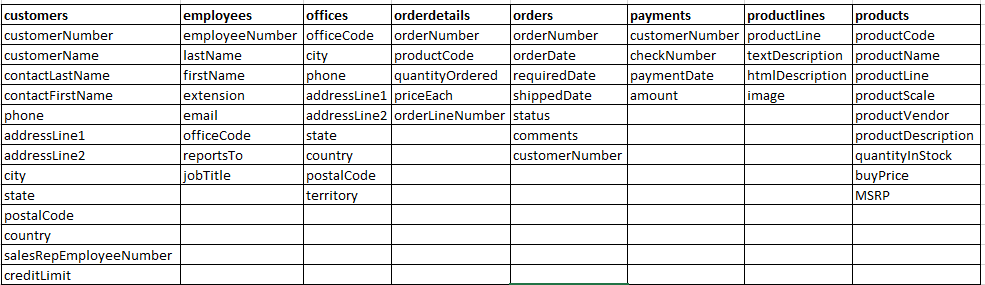 customers employees offices orderdetails orders payments productlines products
customerNumber employeeNumber officeCode orderNumber orderNumber customerNumber productLine productCode
customerName lastName city productCode orderDate checkNumber textDescription productName
contactLastName firstName phone quantityOrdered requiredDate paymentDate htmlDescription productLine
contactFirstName extension addressLine1 priceEach shippedDate amount image productScale
phone email addressLine2 orderLineNumber status productVendor
addressLine1 officeCode state comments productDescription
addressLine2 reportsTo country customerNumber quantityInStock
city jobTitle postalCode buyPrice
state territory MSRP
postalCode
country
salesRepEmployeeNumber
creditLimit